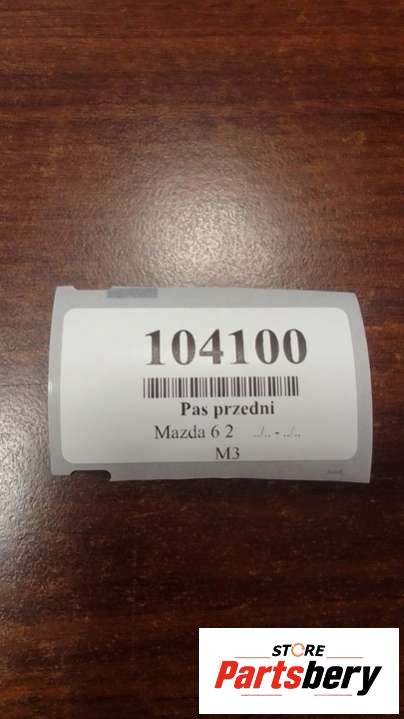 104100
Pas przedni
Mazda 6 2 ../.. - ../..
M3
STORE
Partsbery